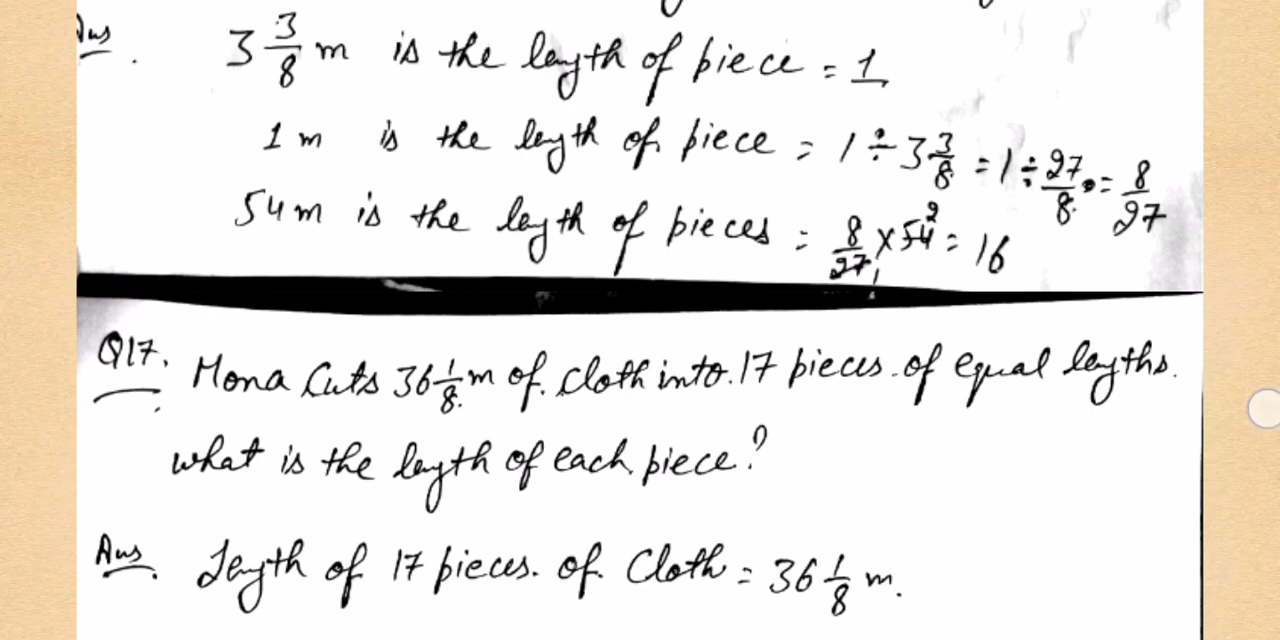 Ans. 3 3/8 m is the length of piece = 1
1 m is the length of piece = 1 ÷ 3 3/8 = 1 ÷ 27/8 = 8/27
54m is the length of pieces = 8/27 1 × 54 2 = 16
Q17. Mona Cuts 36 1/8 m of cloth into 17 pieces of equal lengths.
what is the length of each piece?
Ans. Length of 17 pieces of Cloth = 36 1/8 m.